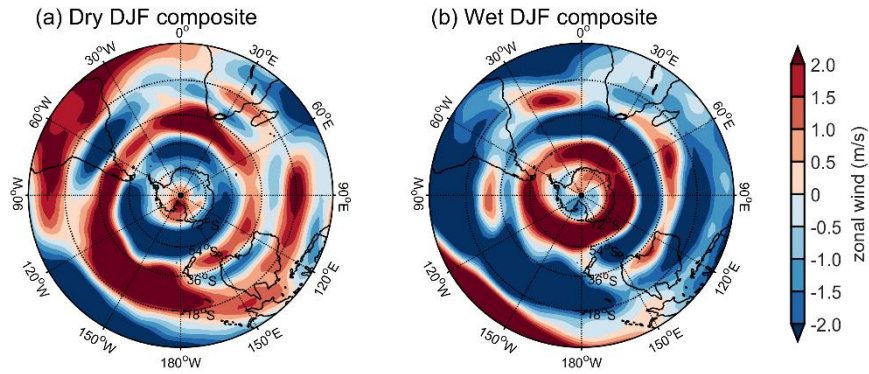 (a) Dry DJF composite
0°
30°E
60°E
90°E
120°E
150°E
180°W
150°W
120°W
90°W
60°W
30°W
72°S
54°S
36°S
18°S
(b) Wet DJF composite
0°
30°E
60°E
90°E
120°E
150°E
180°W
150°W
120°W
90°W
60°W
30°W
72°S
54°S
36°S
18°S
2.0
1.5
1.0
0.5
0
-0.5
-1.0
-1.5
-2.0
zonal wind (m/s)